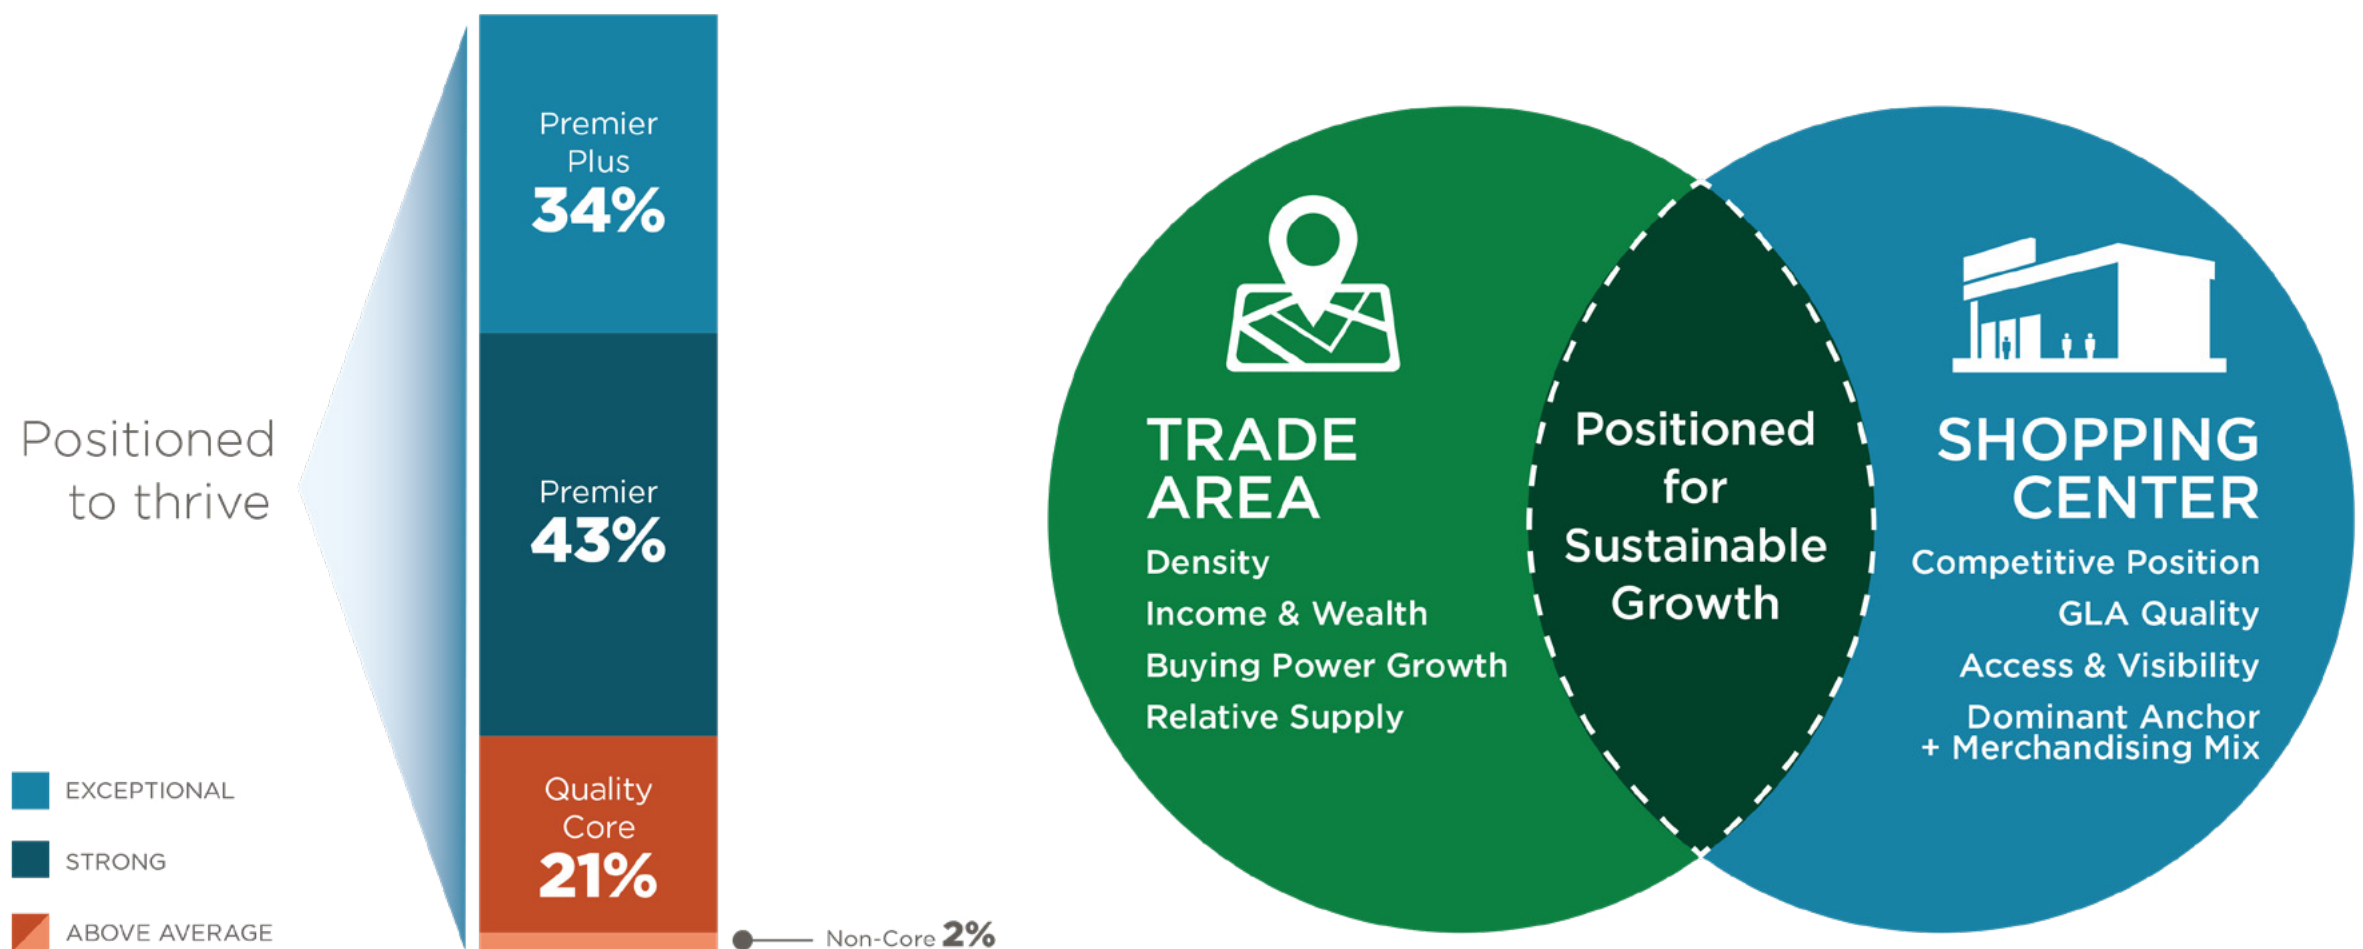 Positioned
to thrive
EXCEPTIONAL
STRONG
ABOVE AVERAGE
Premier
Plus
34%
Premier
43%
Quality
Core
21%
Non-Core 2%
TRADE
AREA
Density
Income & Wealth
Buying Power Growth
Relative Supply
Positioned
for
Sustainable
Growth
SHOPPING
CENTER
Competitive Position
GLA Quality
Access & Visibility
Dominant Anchor
+ Merchandising Mix